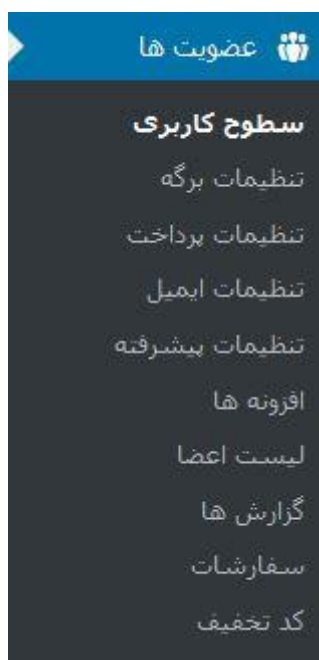 عضویت ها
سطوح کاربری
تنظیمات برگه
تنظیمات پرداخت
تنظیمات ایمیل
تنظیمات پیشرفته
افزونه ها
لیست اعضا
گزارش ها
سفارشات
کد تخفیف